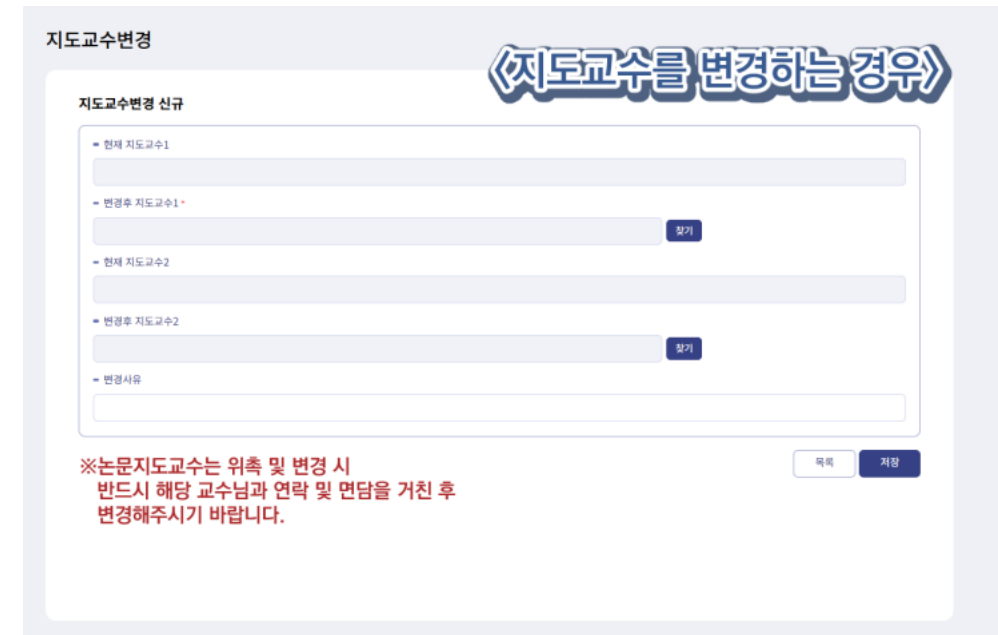 지도교수변경
《지도교수를 변경하는 경우》
지도교수변경 신규
현재 지도교수1
변경후 지도교수1 *
찾기
현재 지도교수2
변경후 지도교수2
찾기
변경사유
목록 저장
※논문지도교수는 위촉 및 변경 시
반드시 해당 교수님과 연락 및 면담을 거친 후
변경해주시기 바랍니다.